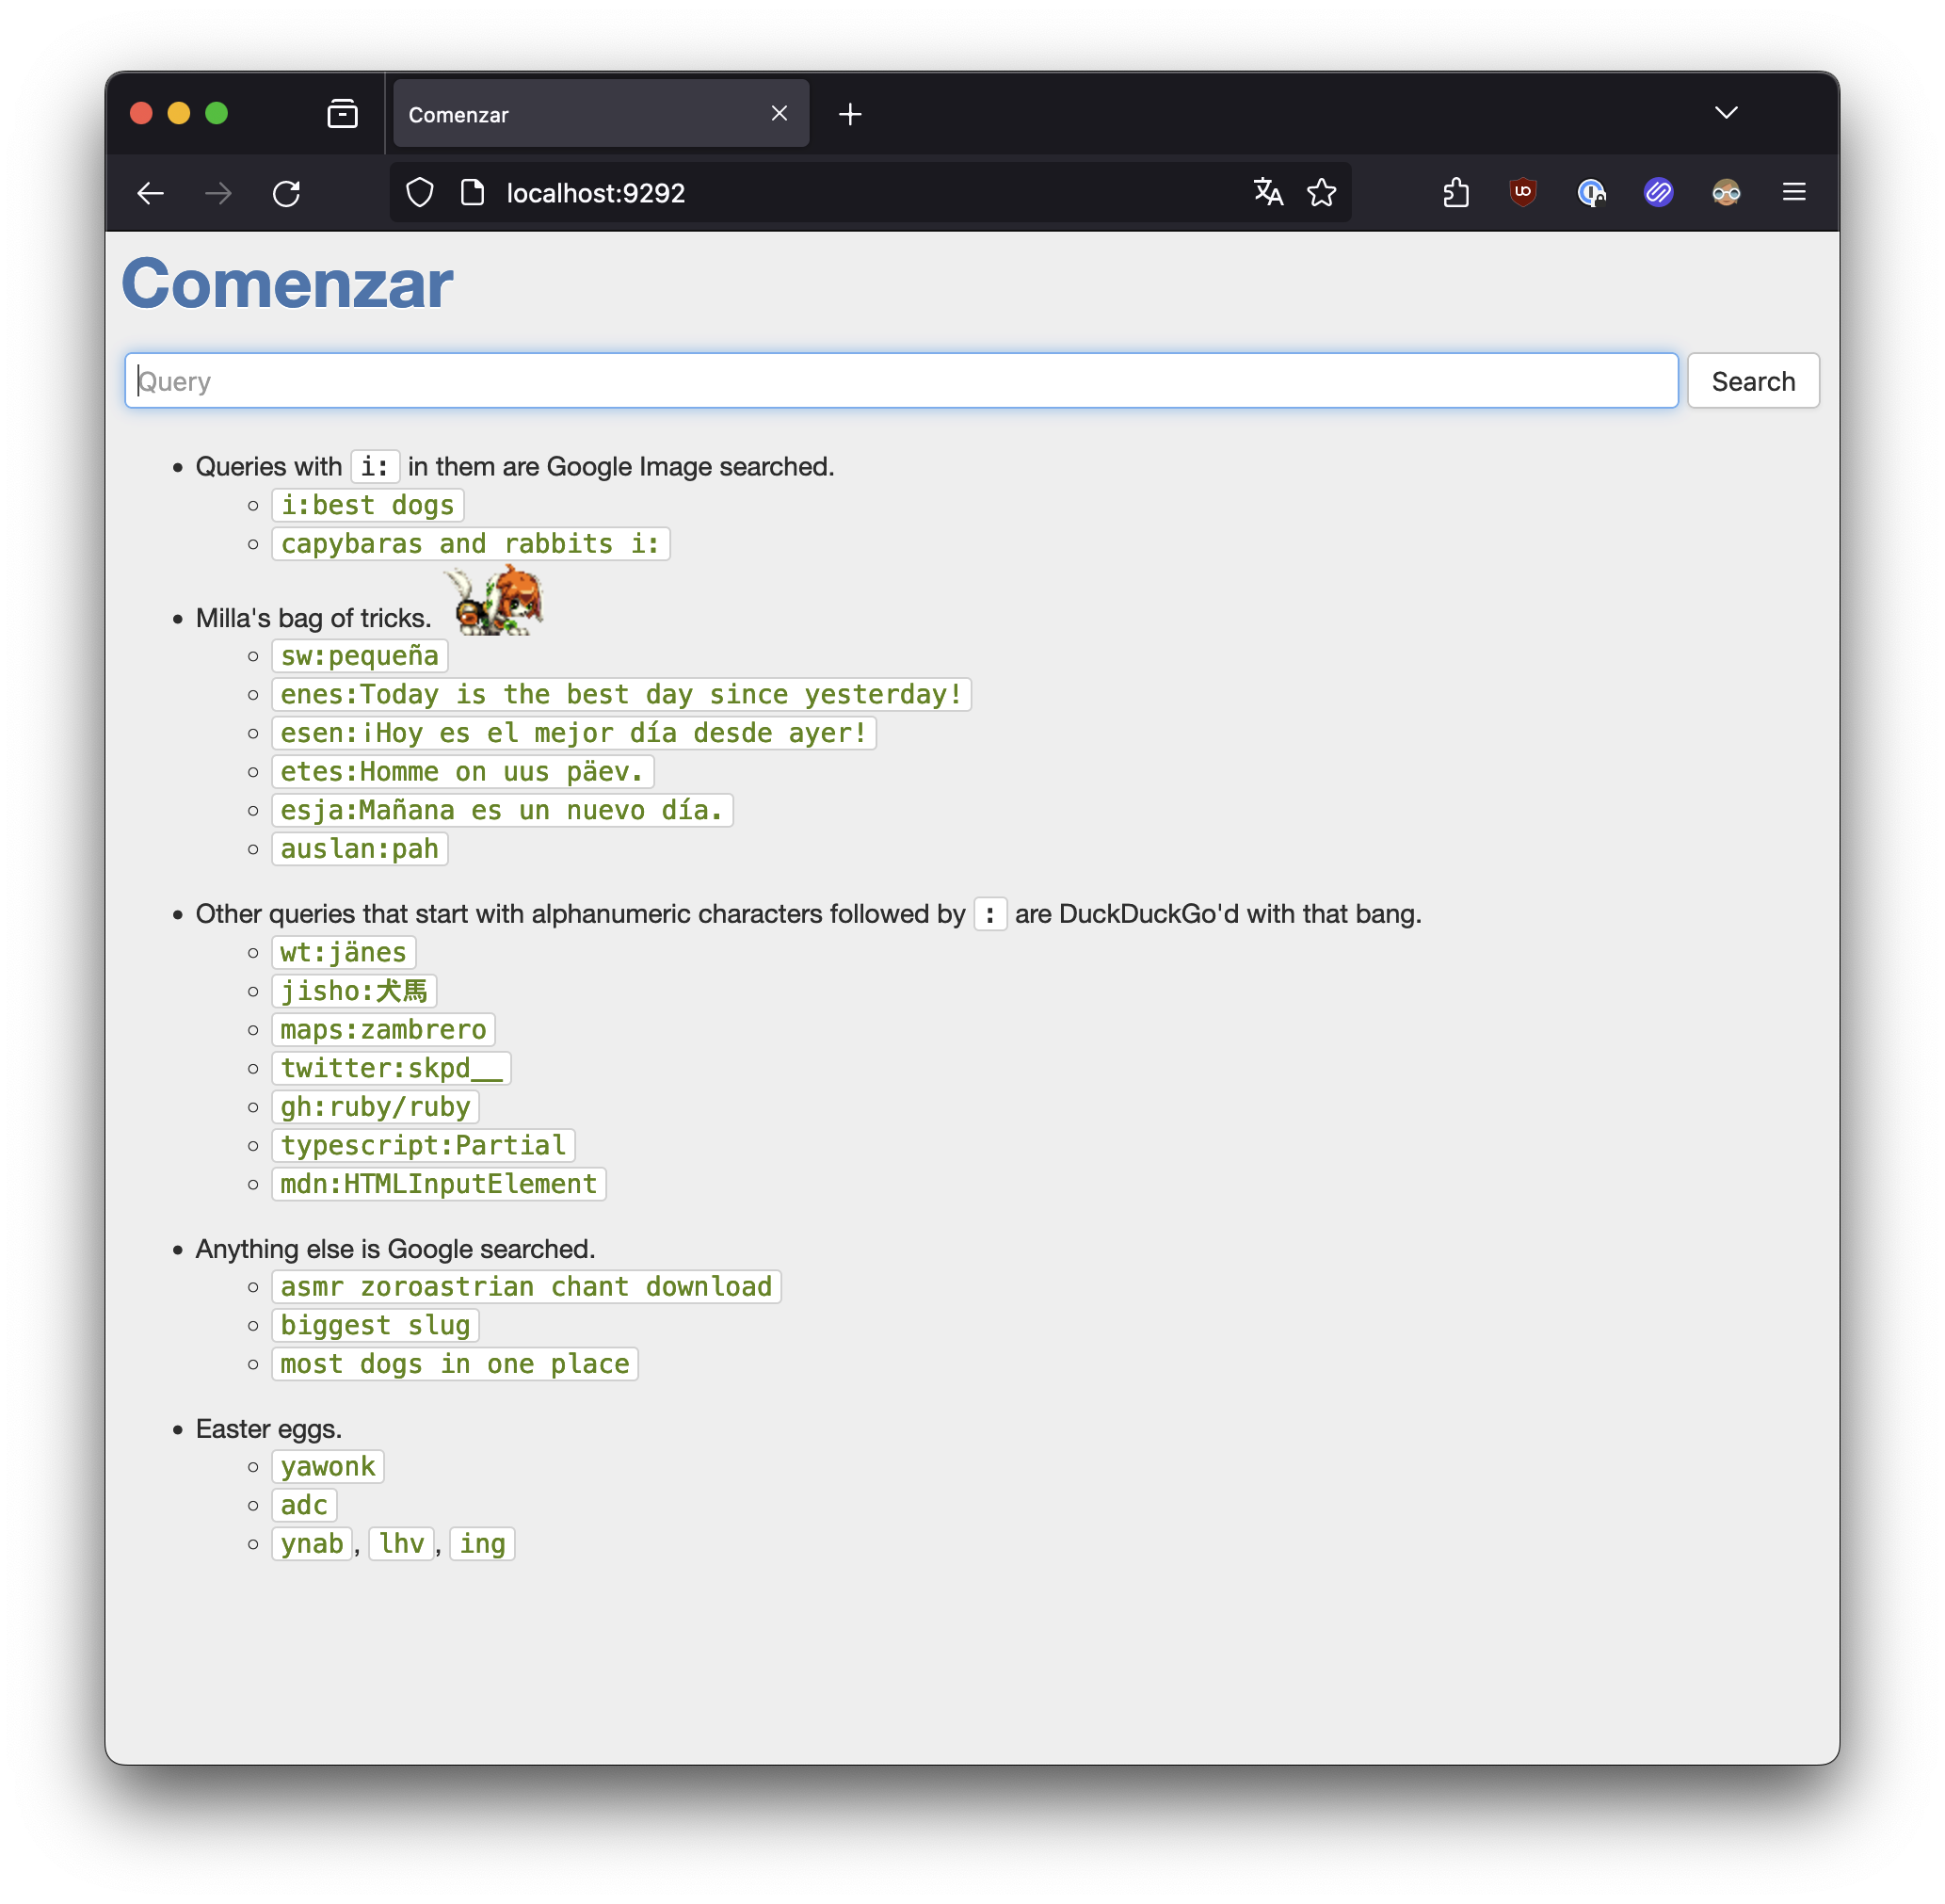 Comenzar
localhost:9292
Comenzar
Query
Search
Queries with i: in them are Google Image searched.
i:best dogs
capybaras and rabbits i:
Milla's bag of tricks.
sw:pequeña
enes:Today is the best day since yesterday!
esen:¡Hoy es el mejor día desde ayer!
etes:Homme on uus päev.
esja:Mañana es un nuevo día.
auslan:pah
Other queries that start with alphanumeric characters followed by : are DuckDuckGo'd with that bang.
wt:jänes
jisho:犬馬
maps:zambrero
twitter:skpd__
gh:ruby/ruby
typescript:Partial
mdn:HTMLInputElement
Anything else is Google searched.
asmr zoroastrian chant download
biggest slug
most dogs in one place
Easter eggs.
yawonk
adc
ynab, lhv, ing